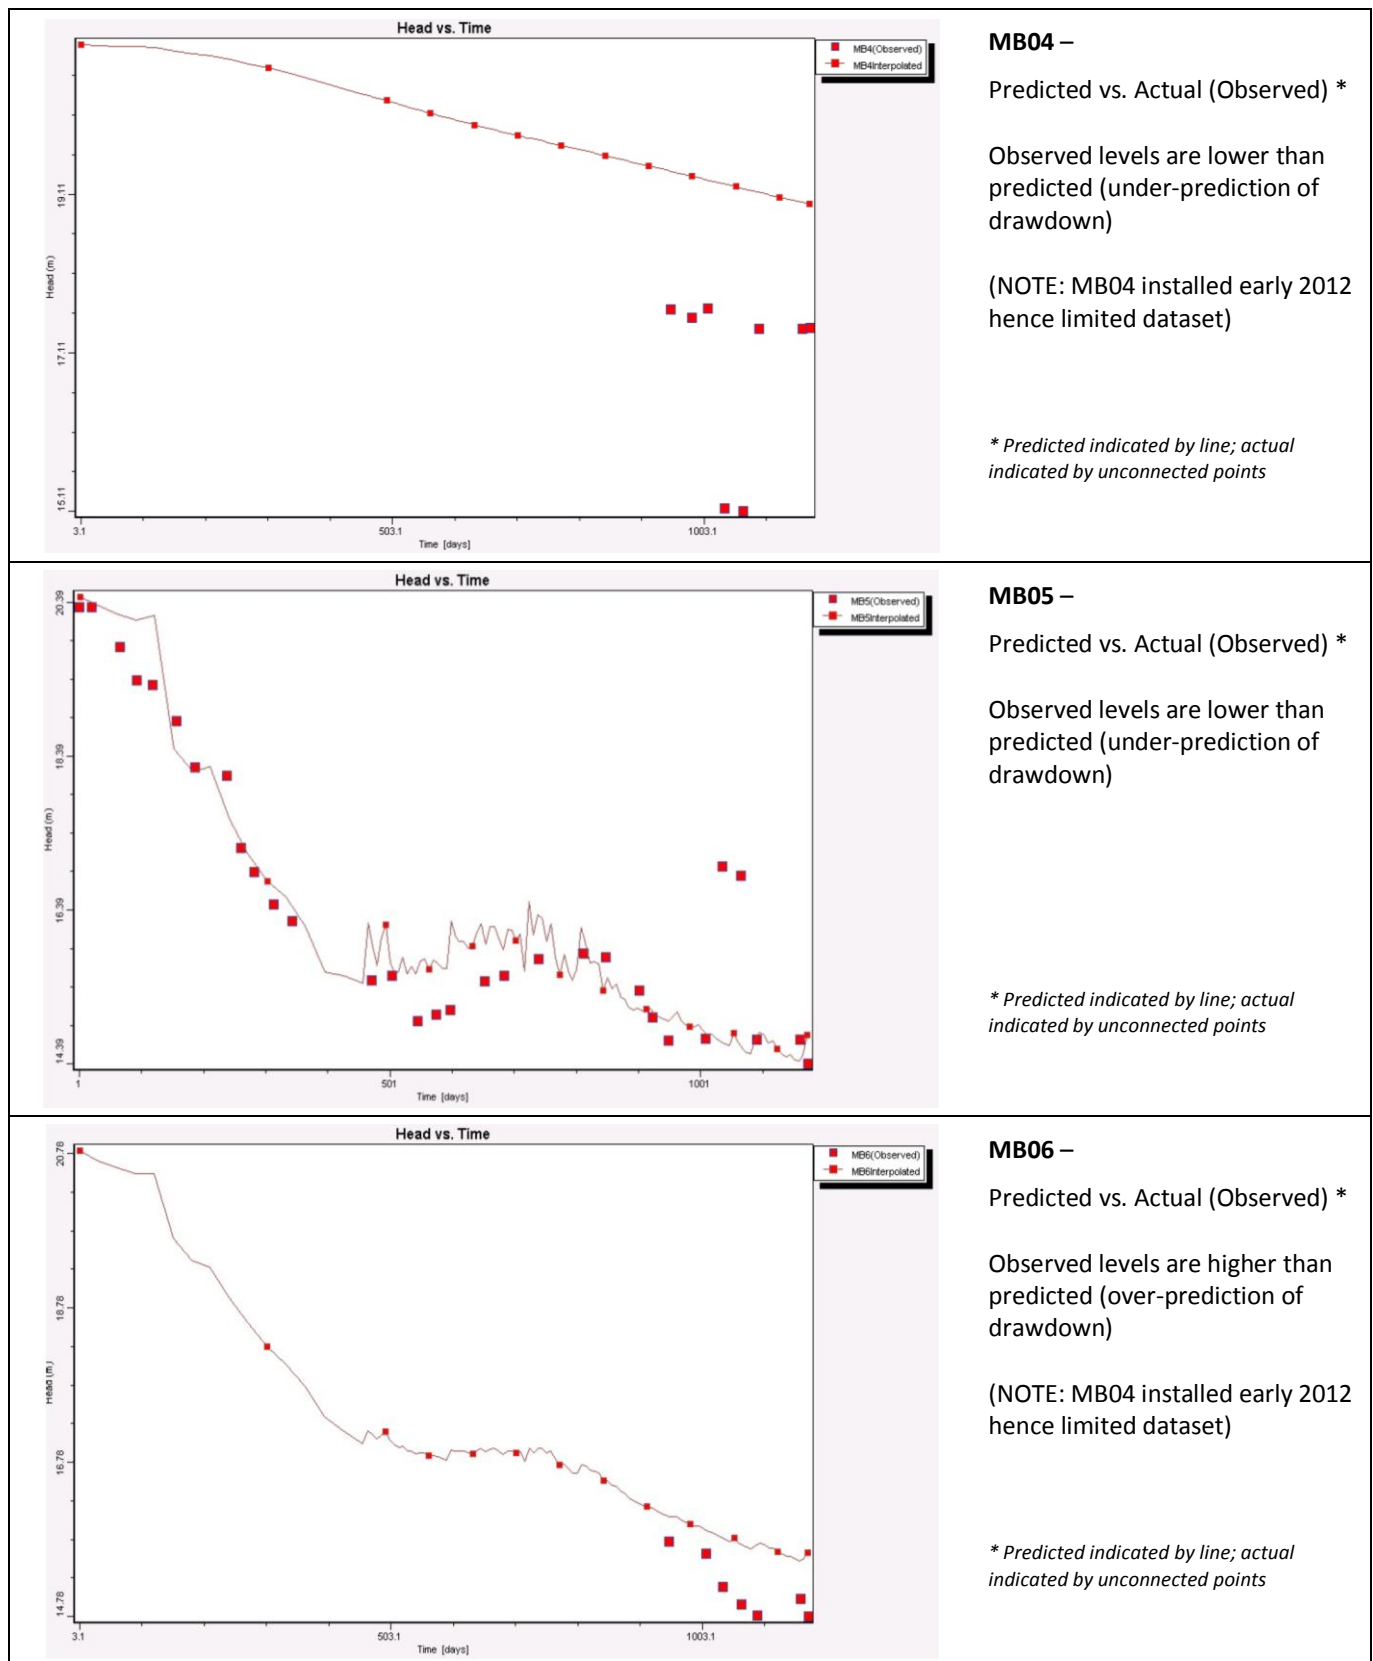 Head vs. Time
MB4(Observed)
MB4Interpolated
19.11
17.11
15.11
Head (m)
3.1
503.1
1003.1
Time [days]
MB04 –
Predicted vs. Actual (Observed) *
Observed levels are lower than
predicted (under-prediction of
drawdown)
(NOTE: MB04 installed early 2012
hence limited dataset)
* Predicted indicated by line; actual
indicated by unconnected points
Head vs. Time
MB5(Observed)
MB5Interpolated
20.39
18.39
16.39
14.39
Head (m)
1
501
1001
Time [days]
MB05 –
Predicted vs. Actual (Observed) *
Observed levels are lower than
predicted (under-prediction of
drawdown)
* Predicted indicated by line; actual
indicated by unconnected points
Head vs. Time
MB6(Observed)
MB6Interpolated
20.78
18.78
16.78
14.78
Head (m)
3.1
503.1
1003.1
Time [days]
MB06 –
Predicted vs. Actual (Observed) *
Observed levels are higher than
predicted (over-prediction of
drawdown)
(NOTE: MB04 installed early 2012
hence limited dataset)
* Predicted indicated by line; actual
indicated by unconnected points